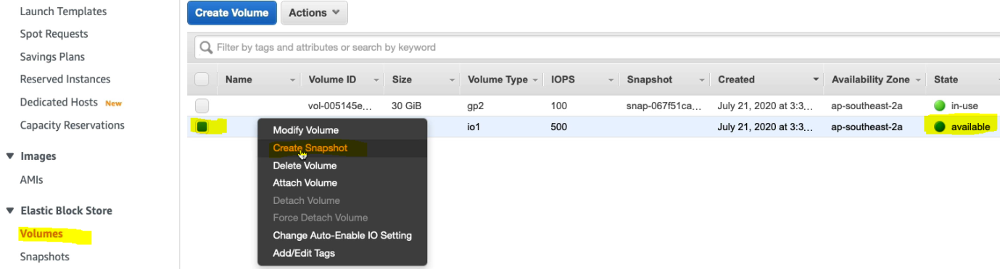 Launch Templates
Spot Requests
Savings Plans
Reserved Instances
Dedicated Hosts New
Capacity Reservations
Images
AMIs
Elastic Block Store
Volumes
Snapshots
Create Volume Actions
Filter by tags and attributes or search by keyword
Name Volume ID Size Volume Type IOPS Snapshot Created Availability Zone State
vol-005145e... 30 GiB gp2 100 snap-067f51ca... July 21, 2020 at 3:3... ap-southeast-2a in-use
io1 500 July 21, 2020 at 3:3... ap-southeast-2a available
Modify Volume
Create Snapshot
Delete Volume
Attach Volume
Detach Volume
Force Detach Volume
Change Auto-Enable IO Setting
Add/Edit Tags